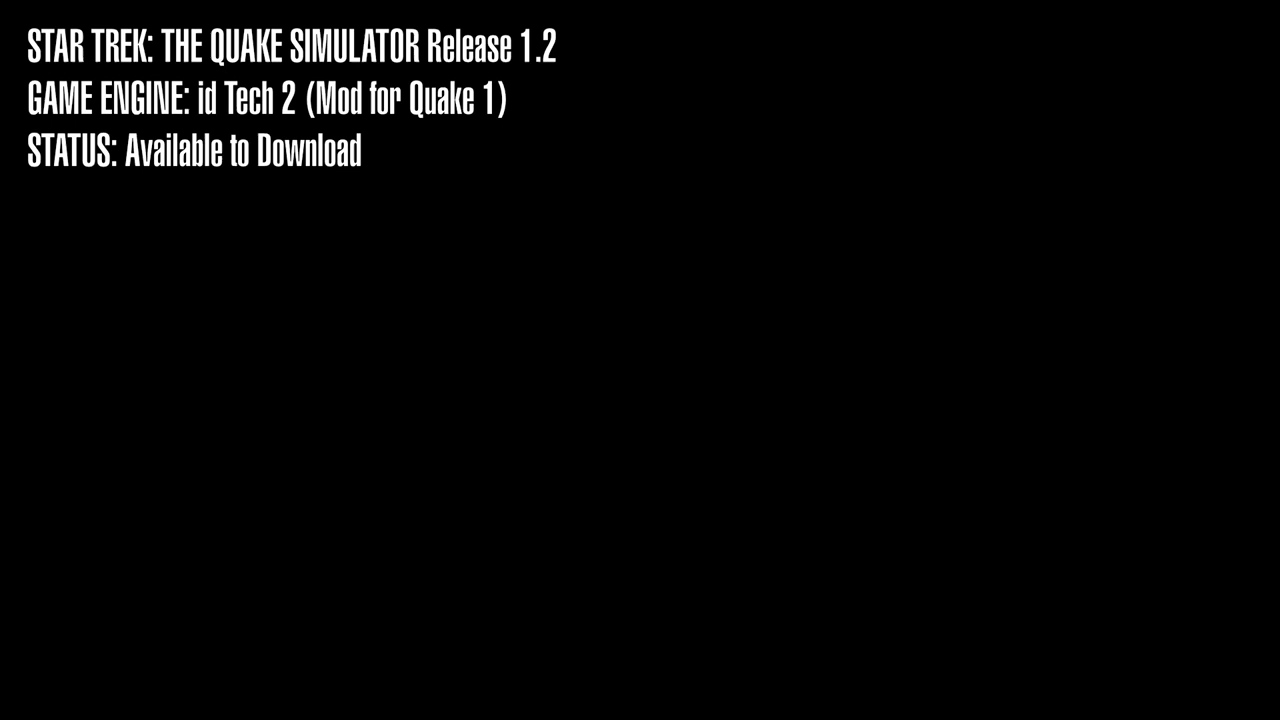 STAR TREK: THE QUAKE SIMULATOR Release 1.2
GAME ENGINE: id Tech 2 (Mod for Quake 1)
STATUS: Available to Download